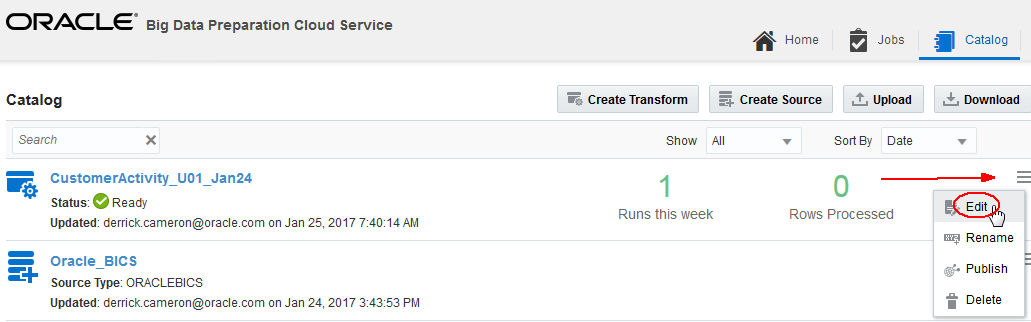 ORACLE® Big Data Preparation Cloud Service
Home Jobs Catalog
Catalog Create Transform Create Source Upload Download
Search Show All Sort By Date
CustomerActivity_U01_Jan24 1 0
Status: Ready Runs this week Rows Processed Edit
Updated: derrick.cameron@oracle.com on Jan 25, 2017 7:40:14 AM
Rename
Oracle_BICS
Publish
Source Type: ORACLEBICS
Updated: derrick.cameron@oracle.com on Jan 24, 2017 3:43:53 PM Delete